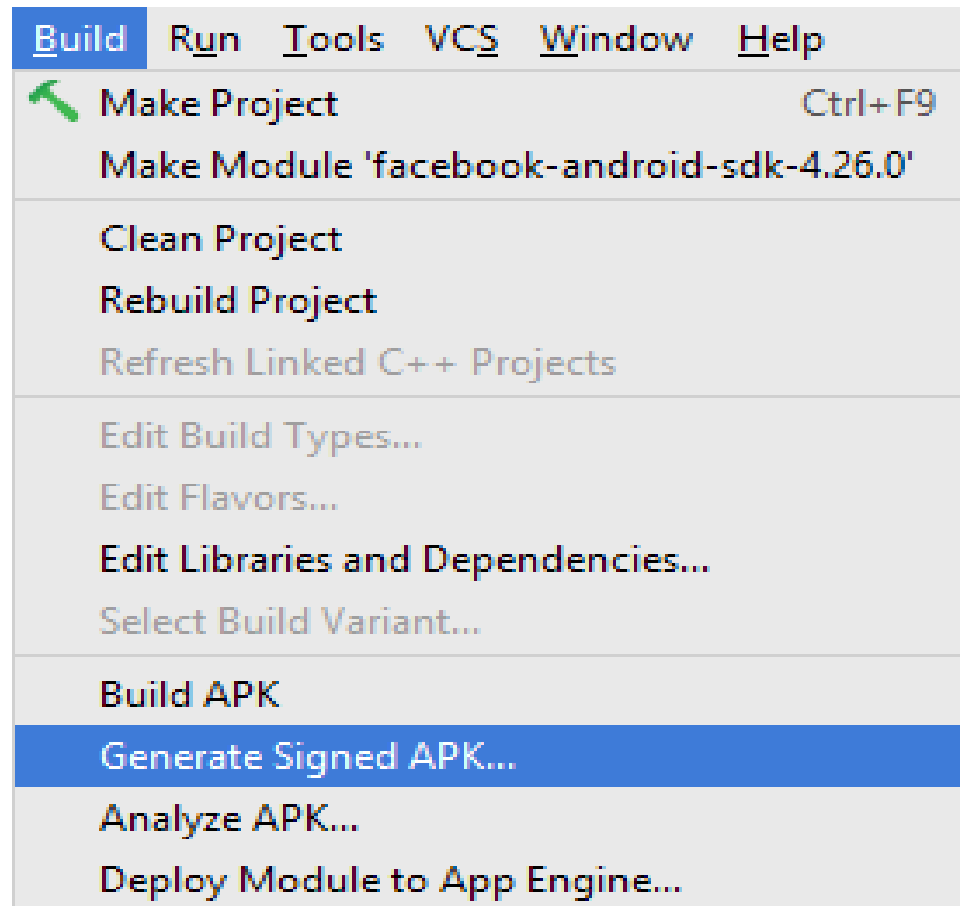 Build Run Tools VCS Window Help
Make Project Ctrl+F9
Make Module 'facebook-android-sdk-4.26.0'
Clean Project
Rebuild Project
Refresh Linked C++ Projects
Edit Build Types...
Edit Flavors...
Edit Libraries and Dependencies...
Select Build Variant...
Build APK
Generate Signed APK...
Analyze APK...
Deploy Module to App Engine...